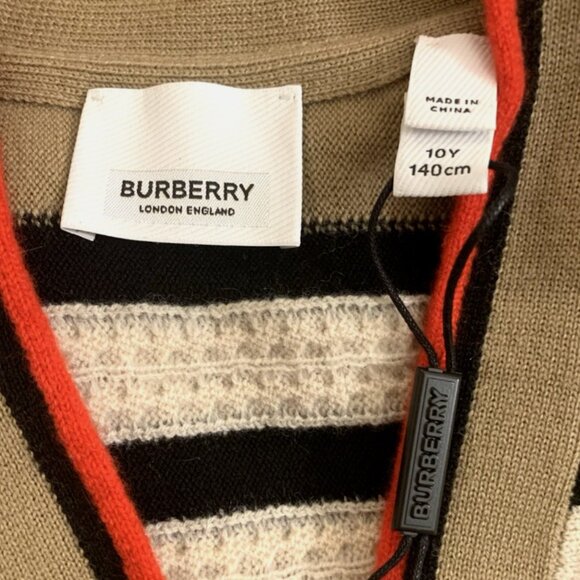 BURBERRY
LONDON ENGLAND
MADE IN
CHINA
10Y
140cm
BURBERRY